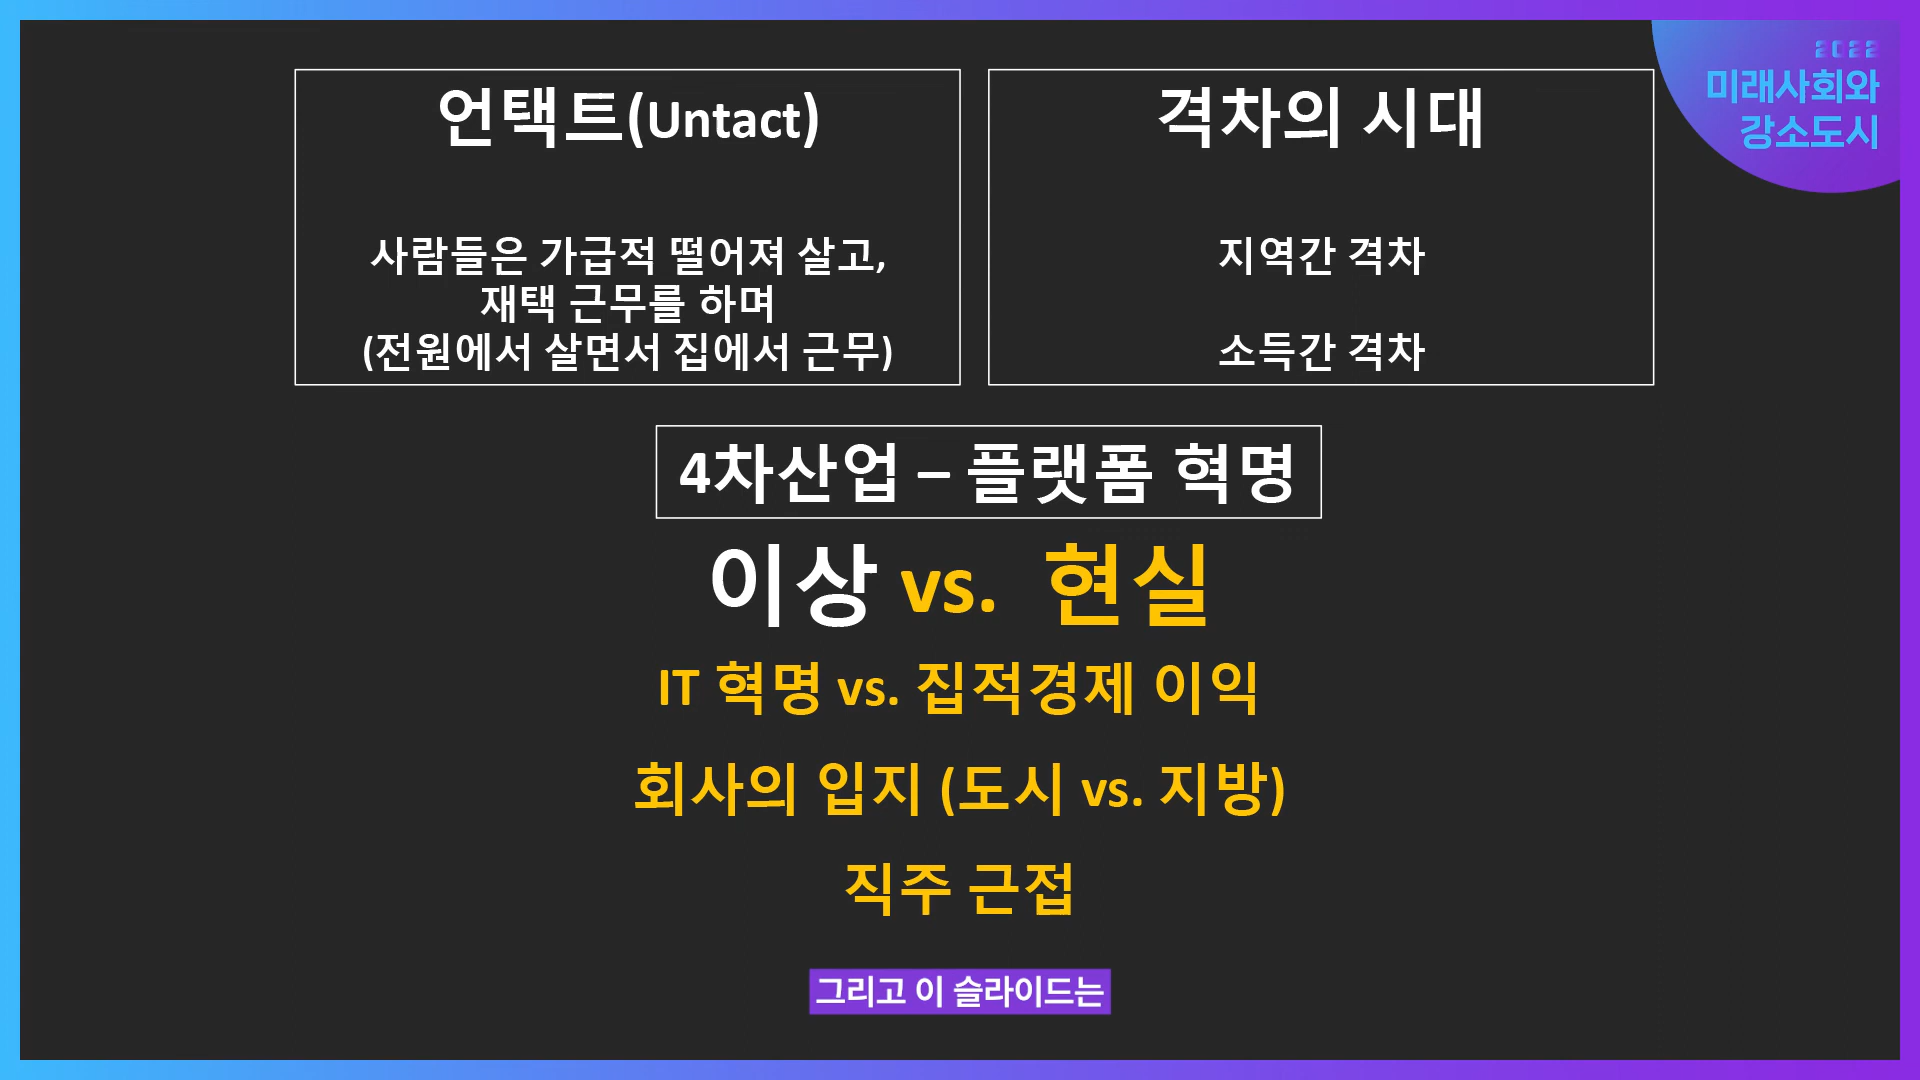 2022
미래사회와
강소도시
언택트(Untact)
사람들은 가급적 떨어져 살고,
재택 근무를 하며
(전원에서 살면서 집에서 근무)
격차의 시대
지역간 격차
소득간 격차
4차산업 – 플랫폼 혁명
이상 vs. 현실
IT 혁명 vs. 집적경제 이익
회사의 입지 (도시 vs. 지방)
직주 근접
그리고 이 슬라이드는